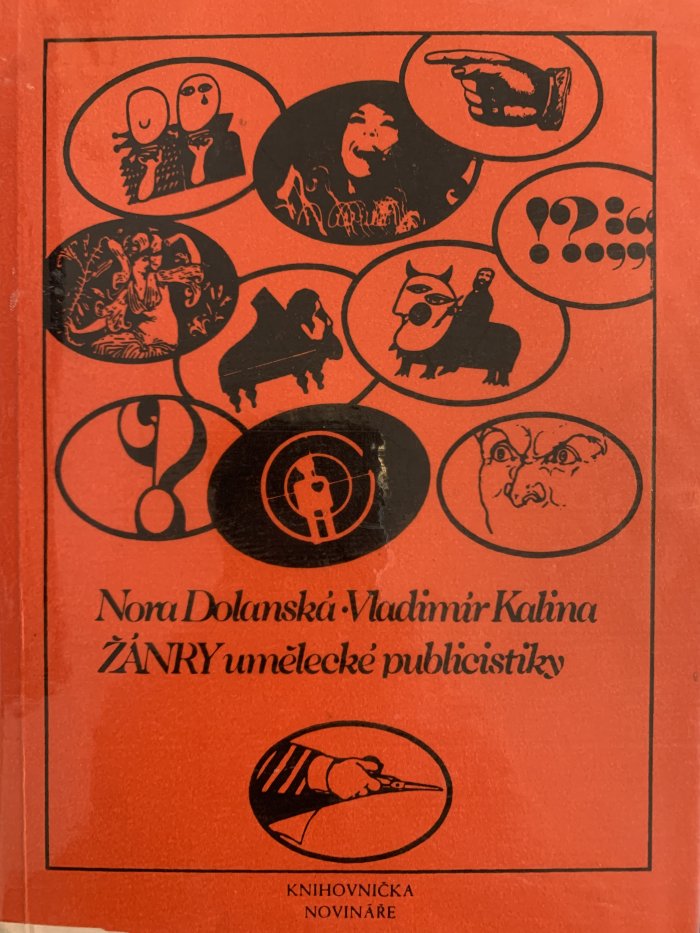 !?:;““
Nora Dolanská • Vladimír Kalina
ŽÁNRY umělecké publicistiky
KNIHOVNIČKA
NOVINÁŘE